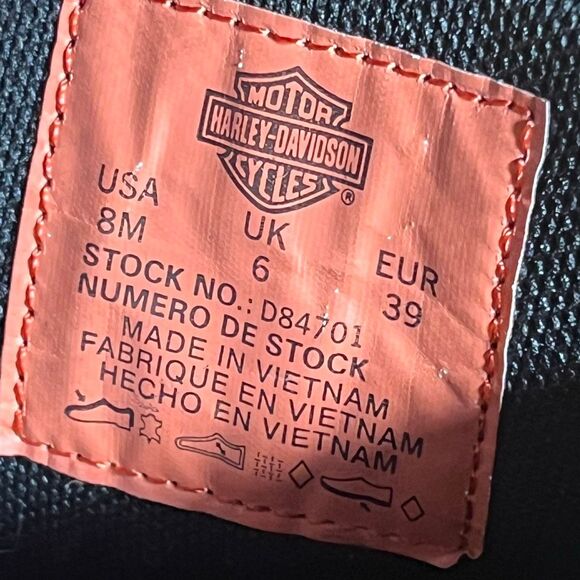 MOTOR
HARLEY-DAVIDSON
CYCLES®
USA UK EUR
8M 6 39
STOCK NO.: D84701
NUMERO DE STOCK
MADE IN VIETNAM
FABRIQUE EN VIETNAM
HECHO EN VIETNAM